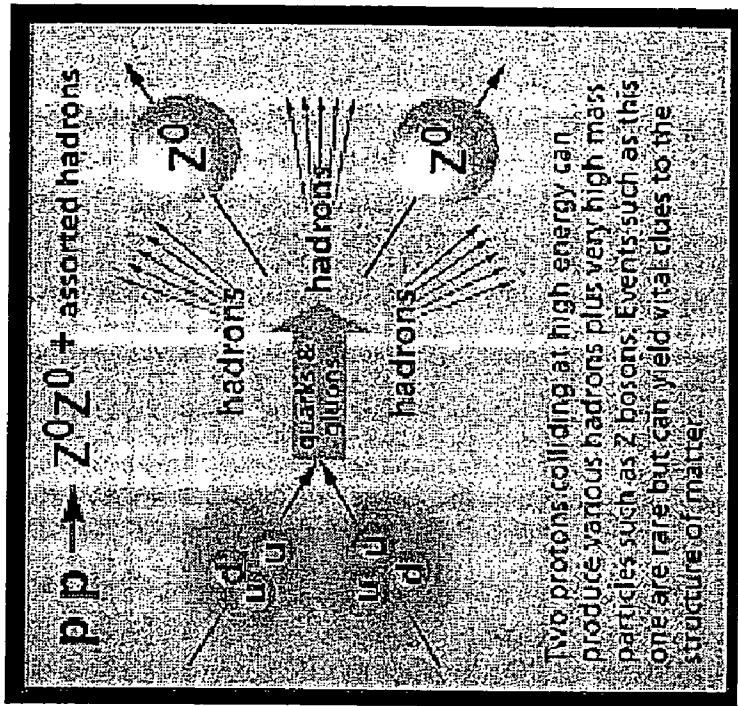 p p → Z⁰Z⁰ + assorted hadrons
u d u
u u d
quarks &
gluons
hadrons
hadrons
hadrons
Z⁰
Z⁰
Two protons colliding at high energy can
produce various hadrons plus very high mass
particles such as Z bosons. Events such as this
one are rare but can yield vital clues to the
structure of matter.